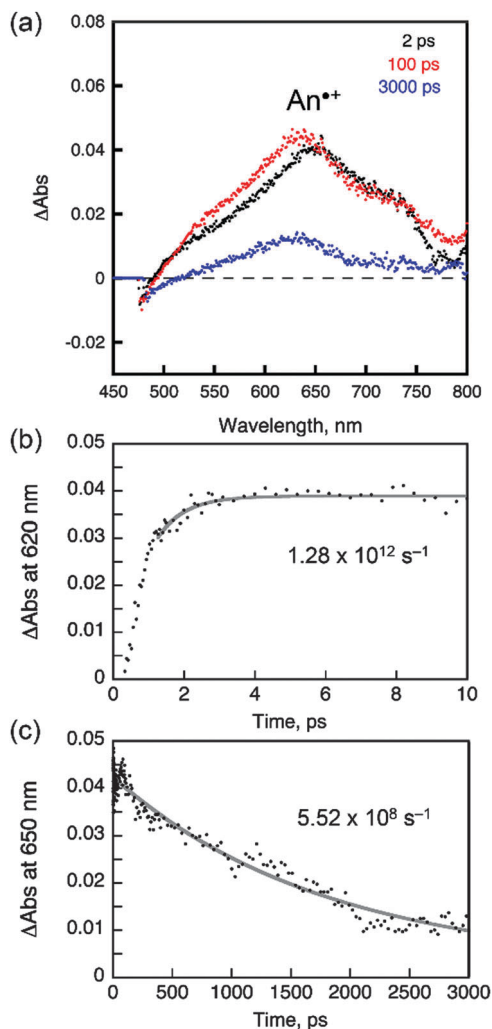 (a)
0.08
2 ps
100 ps
3000 ps
0.06
An•+
0.04
ΔAbs
0.02
0
-0.02
450 500 550 600 650 700 750 800
Wavelength, nm
(b)
0.05
0.04
0.03
0.02
0.01
0
ΔAbs at 620 nm
1.28 x 10¹² s⁻¹
0 2 4 6 8 10
Time, ps
(c)
0.05
0.04
0.03
0.02
0.01
0
ΔAbs at 650 nm
5.52 x 10⁸ s⁻¹
0 500 1000 1500 2000 2500 3000
Time, ps